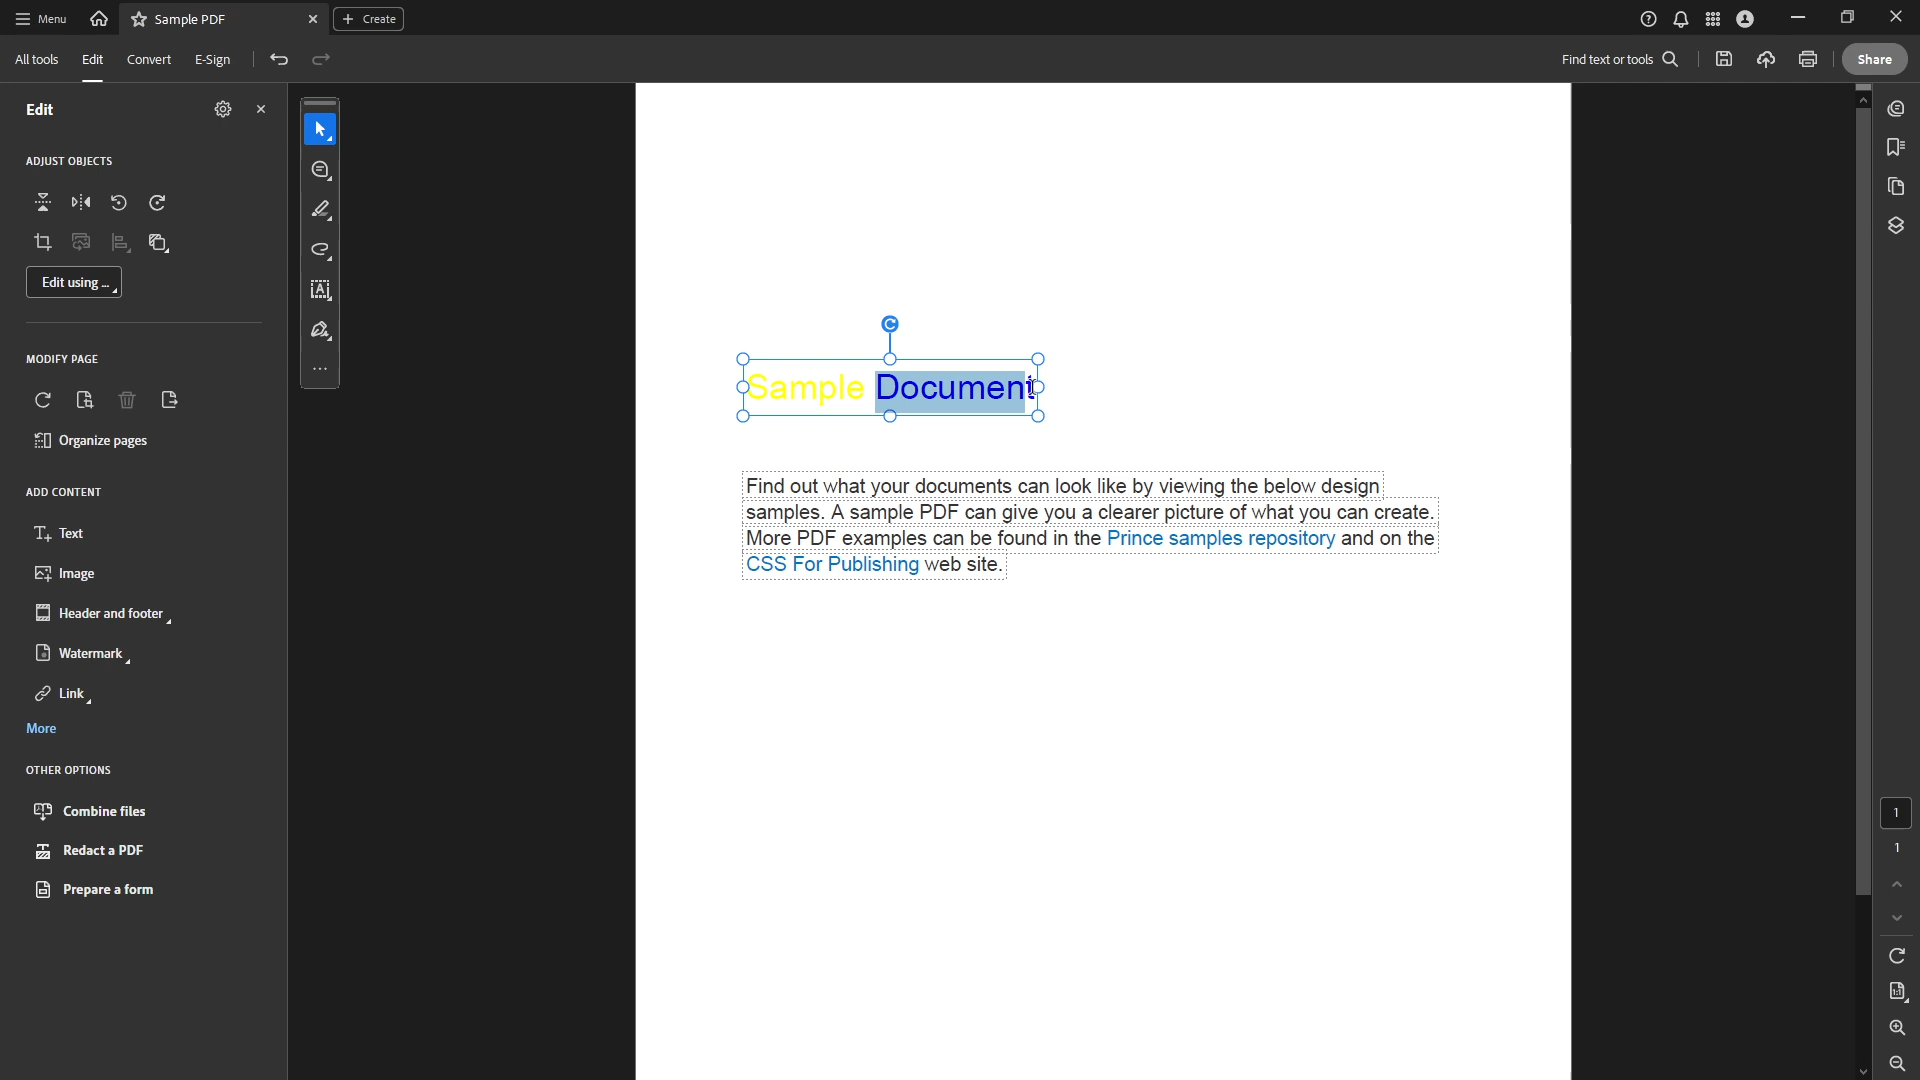 Menu
Sample PDF
Create
All tools
Edit
Convert
E-Sign
Find text or tools
Share
Edit
ADJUST OBJECTS
Edit using ...
MODIFY PAGE
Organize pages
ADD CONTENT
Text
Image
Header and footer
Watermark
Link
More
OTHER OPTIONS
Combine files
Redact a PDF
Prepare a form
Sample Document
Find out what your documents can look like by viewing the below design
samples. A sample PDF can give you a clearer picture of what you can create.
More PDF examples can be found in the Prince samples repository and on the
CSS For Publishing web site.
1
1